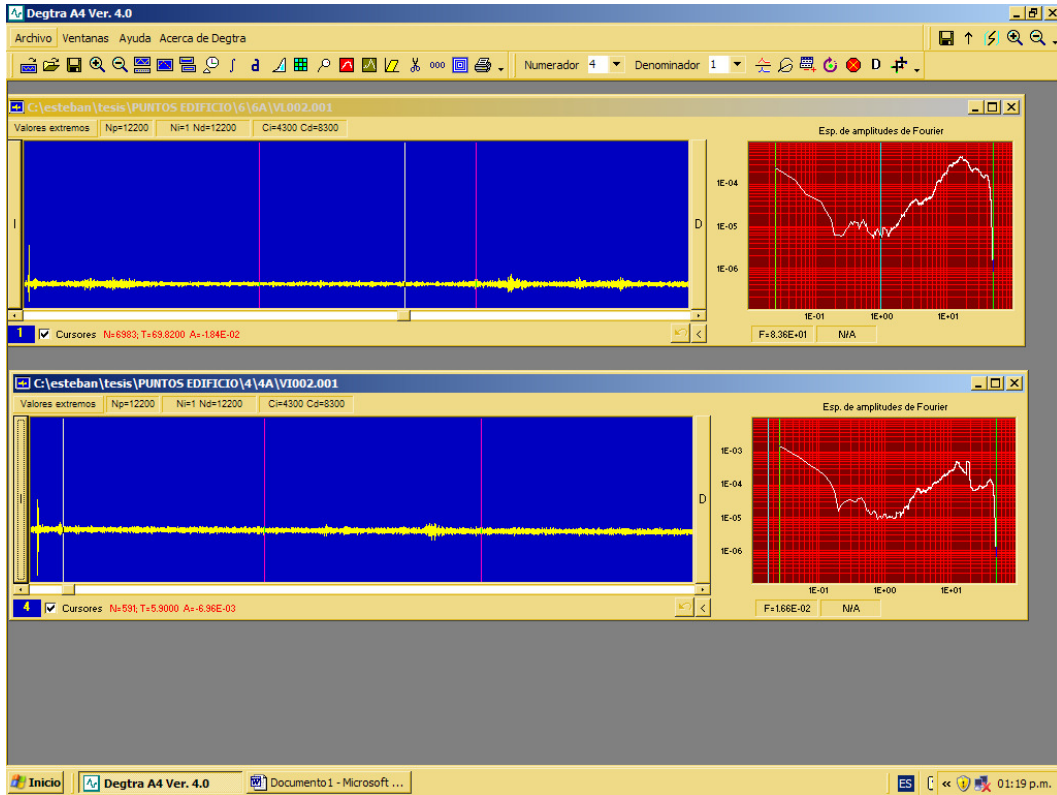 Degtra A4 Ver. 4.0
Archivo Ventanas Ayuda Acerca de Degtra
Numerador 4 Denominador 1 D
C:\esteban\tesis\PUNTOS EDIFICIO\6\6A\VL002.001
Valores extremos Np=12200 Ni=1 Nd=12200 Ci=4300 Cd=8300
Esp. de amplitudes de Fourier
1E-04
I D 1E-05
1E-06
1E-01 1E+00 1E+01
1 Cursores N=6983; T=69.8200 A=-1.84E-02 < F=8.36E+01 N/A
C:\esteban\tesis\PUNTOS EDIFICIO\4\4A\VI002.001
Valores extremos Np=12200 Ni=1 Nd=12200 Ci=4300 Cd=8300
Esp. de amplitudes de Fourier
1E-03
1E-04
I D
1E-05
1E-06
1E-01 1E+00 1E+01
4 Cursores N=591; T=5.9000 A=-6.96E-03 < F=1.66E-02 N/A
Inicio Degtra A4 Ver. 4.0 Documento1 - Microsoft ... ES « 01:19 p.m.